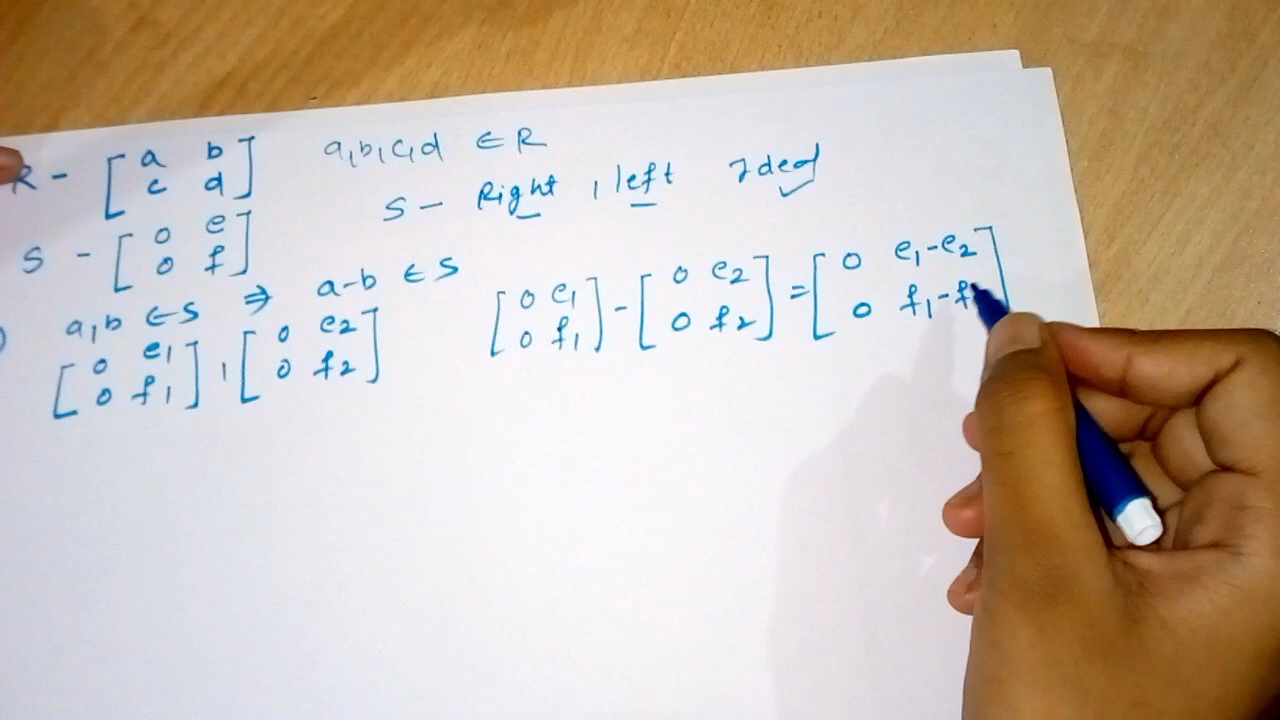 R - [ a b ] a,b,c,d ∈ R
[ c d ]
S - Right, left Ideal ✓
S - [ 0 e ]
[ 0 f ]
) a,b ∈ S ⇒ a-b ∈ S
[ 0 e₁ ] , [ 0 e₂ ]
[ 0 f₁ ] [ 0 f₂ ]
[ 0 e₁ ] - [ 0 e₂ ] = [ 0 e₁-e₂ ]
[ 0 f₁ ] [ 0 f₂ ] [ 0 f₁-f